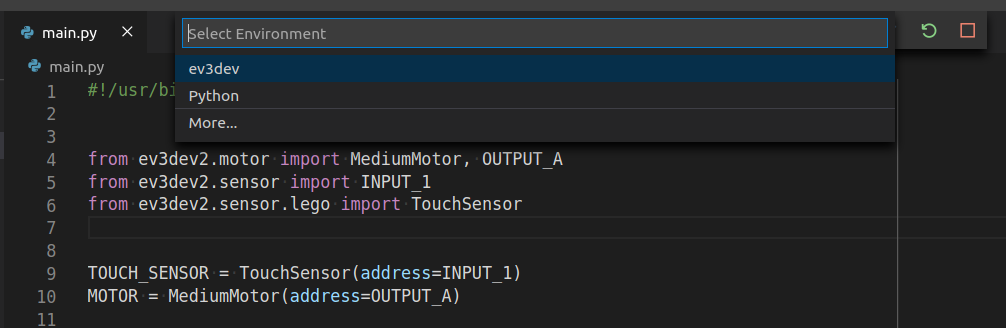 main.py
Select Environment
main.py
ev3dev
Python
More...
1 #!/usr/bi
2
3
4 from ev3dev2.motor import MediumMotor, OUTPUT_A
5 from ev3dev2.sensor import INPUT_1
6 from ev3dev2.sensor.lego import TouchSensor
7
8
9 TOUCH_SENSOR = TouchSensor(address=INPUT_1)
10 MOTOR = MediumMotor(address=OUTPUT_A)
11